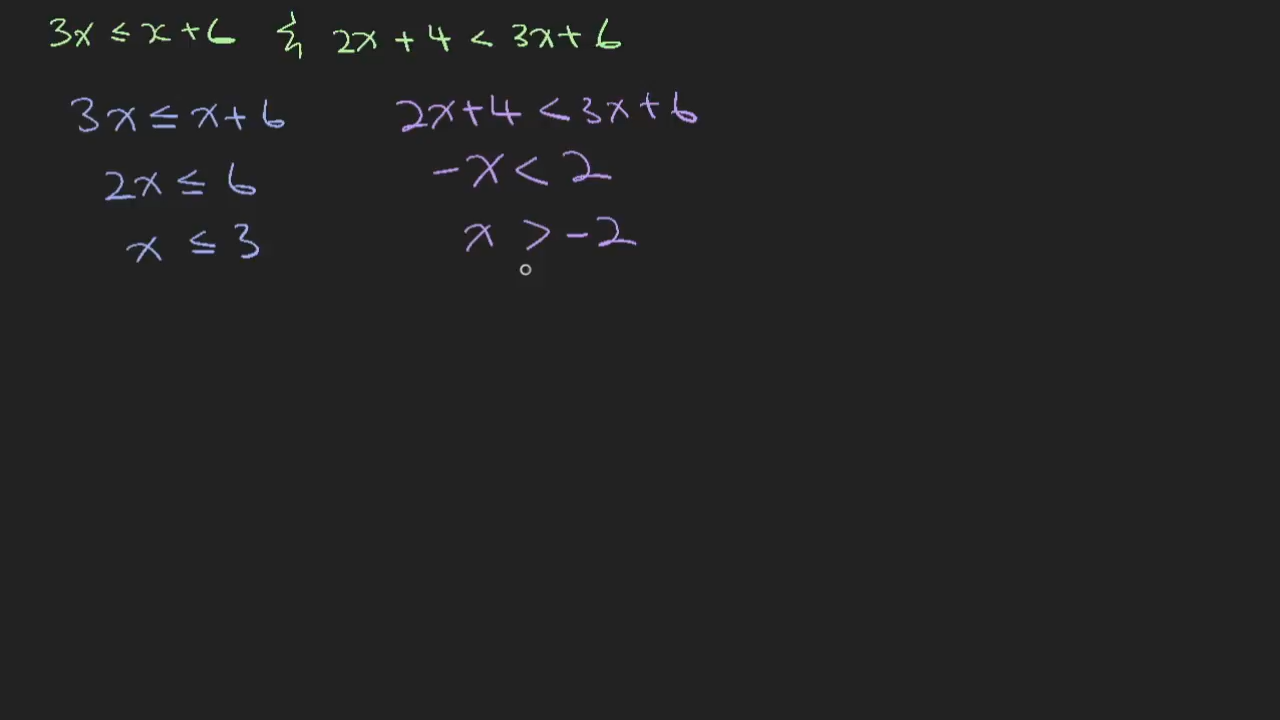 3x ≤ x + 6 & 2x + 4 < 3x + 6
3x ≤ x + 6
2x ≤ 6
x ≤ 3
2x + 4 < 3x + 6
-x < 2
x > -2